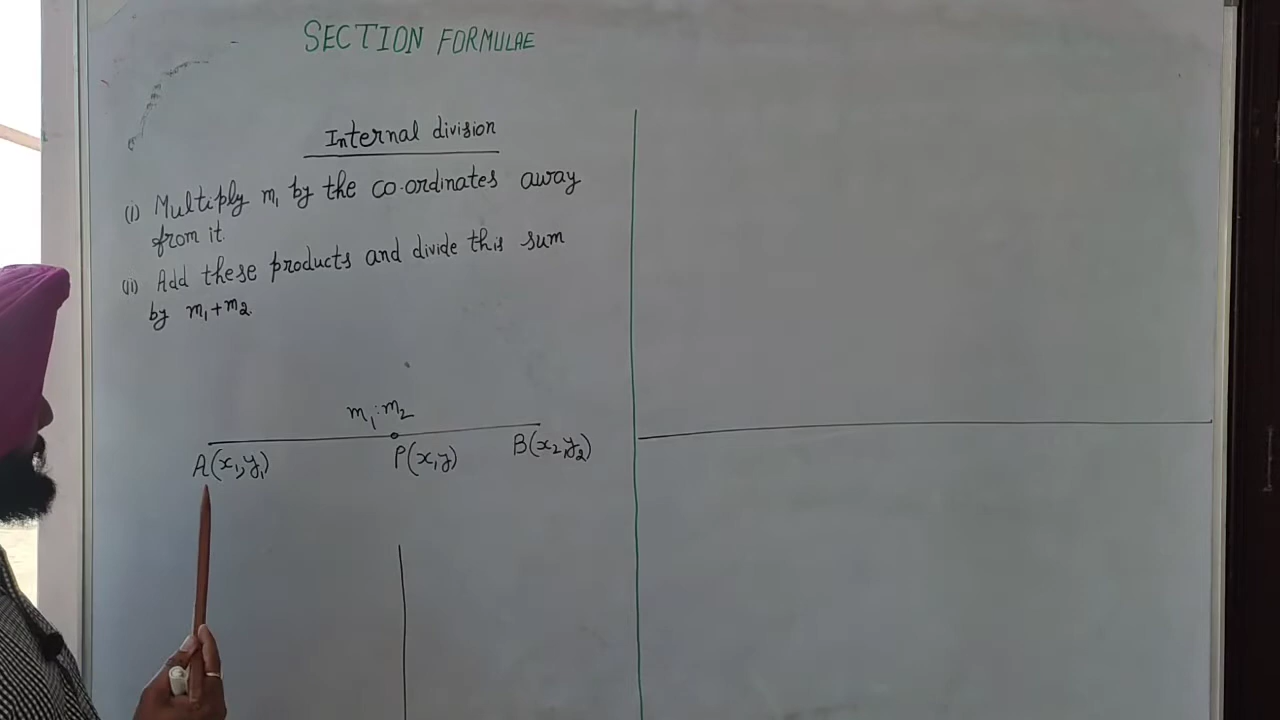 SECTION FORMULAE
Internal division
(i) Multiply m₁ by the co-ordinates away
from it.
(ii) Add these products and divide this sum
by m₁+m₂.
m₁:m₂
A(x₁,y₁) P(x,y) B(x₂,y₂)